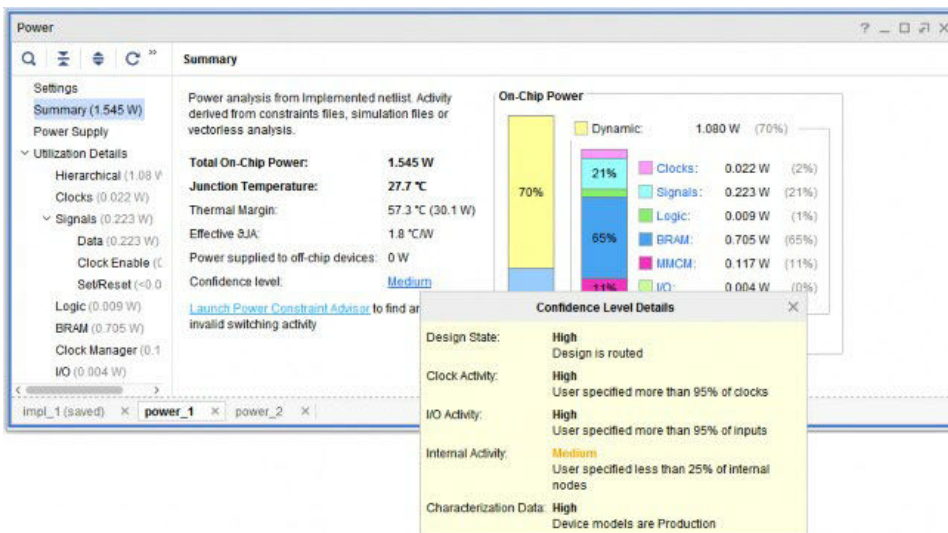 Power
Summary
Settings
Summary (1.545 W)
Power Supply
Utilization Details
Hierarchical (1.08 W
Clocks (0.022 W)
Signals (0.223 W)
Data (0.223 W)
Clock Enable (
Set/Reset (<0.0
Logic (0.009 W)
BRAM (0.705 W)
Clock Manager (0.1
I/O (0.004 W)
Power analysis from Implemented netlist. Activity
derived from constraints files, simulation files or
vectorless analysis.
Total On-Chip Power: 1.545 W
Junction Temperature: 27.7 °C
Thermal Margin: 57.3 °C (30.1 W)
Effective ϑJA: 1.8 °C/W
Power supplied to off-chip devices: 0 W
Confidence level: Medium
Launch Power Constraint Advisor to find an
invalid switching activity
On-Chip Power
70%
Dynamic: 1.080 W (70%)
21%
65%
11%
Clocks: 0.022 W (2%)
Signals: 0.223 W (21%)
Logic: 0.009 W (1%)
BRAM: 0.705 W (65%)
MMCM: 0.117 W (11%)
I/O: 0.004 W (0%)
Confidence Level Details
Design State: High
Design is routed
Clock Activity: High
User specified more than 95% of clocks
I/O Activity: High
User specified more than 95% of inputs
Internal Activity: Medium
User specified less than 25% of internal
nodes
Characterization Data: High
Device models are Production
impl_1 (saved) power_1 power_2